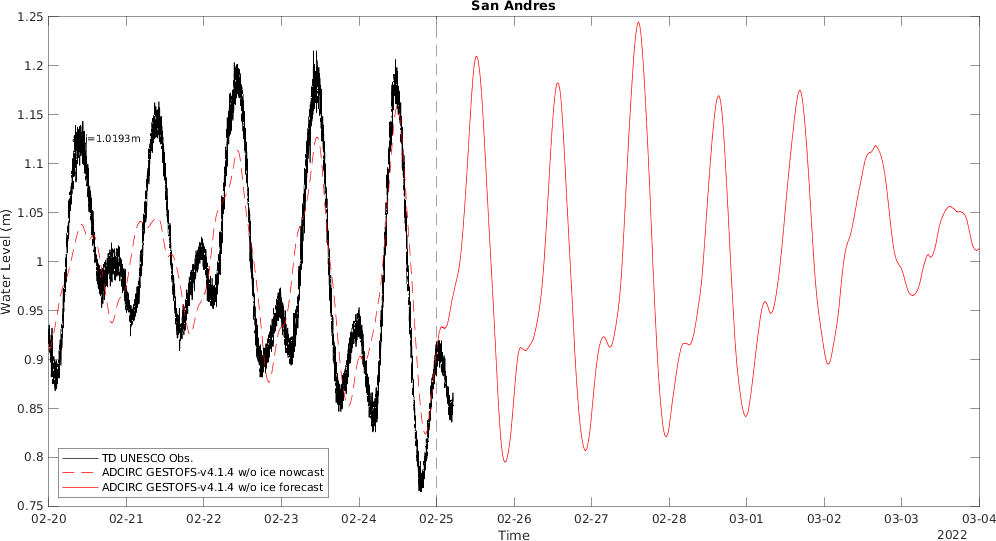 San Andres
1.25
1.2
1.15
1.1
1.05
1
0.95
0.9
0.85
0.8
0.75
Water Level (m)
i=1.0193m
TD UNESCO Obs.
ADCIRC GESTOFS-v4.1.4 w/o ice nowcast
ADCIRC GESTOFS-v4.1.4 w/o ice forecast
02-20 02-21 02-22 02-23 02-24 02-25 02-26 02-27 02-28 03-01 03-02 03-03 03-04
Time
2022